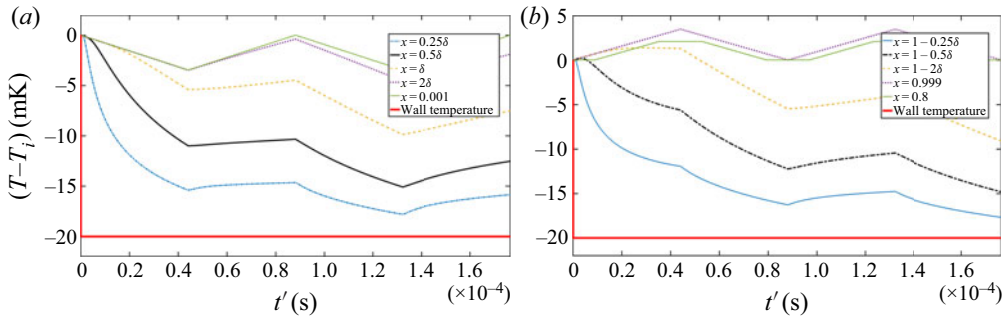 (a)
0
−5
−10
−15
−20
(T−Tᵢ) (mK)
x = 0.25δ
x = 0.5δ
x = δ
x = 2δ
x = 0.001
Wall temperature
0 0.2 0.4 0.6 0.8 1.0 1.2 1.4 1.6
(×10⁻⁴)
t′ (s)
(b)
5
0
−5
−10
−15
−20
x = 1 − 0.25δ
x = 1 − 0.5δ
x = 1 − 2δ
x = 0.999
x = 0.8
Wall temperature
0 0.2 0.4 0.6 0.8 1.0 1.2 1.4 1.6
(×10⁻⁴)
t′ (s)